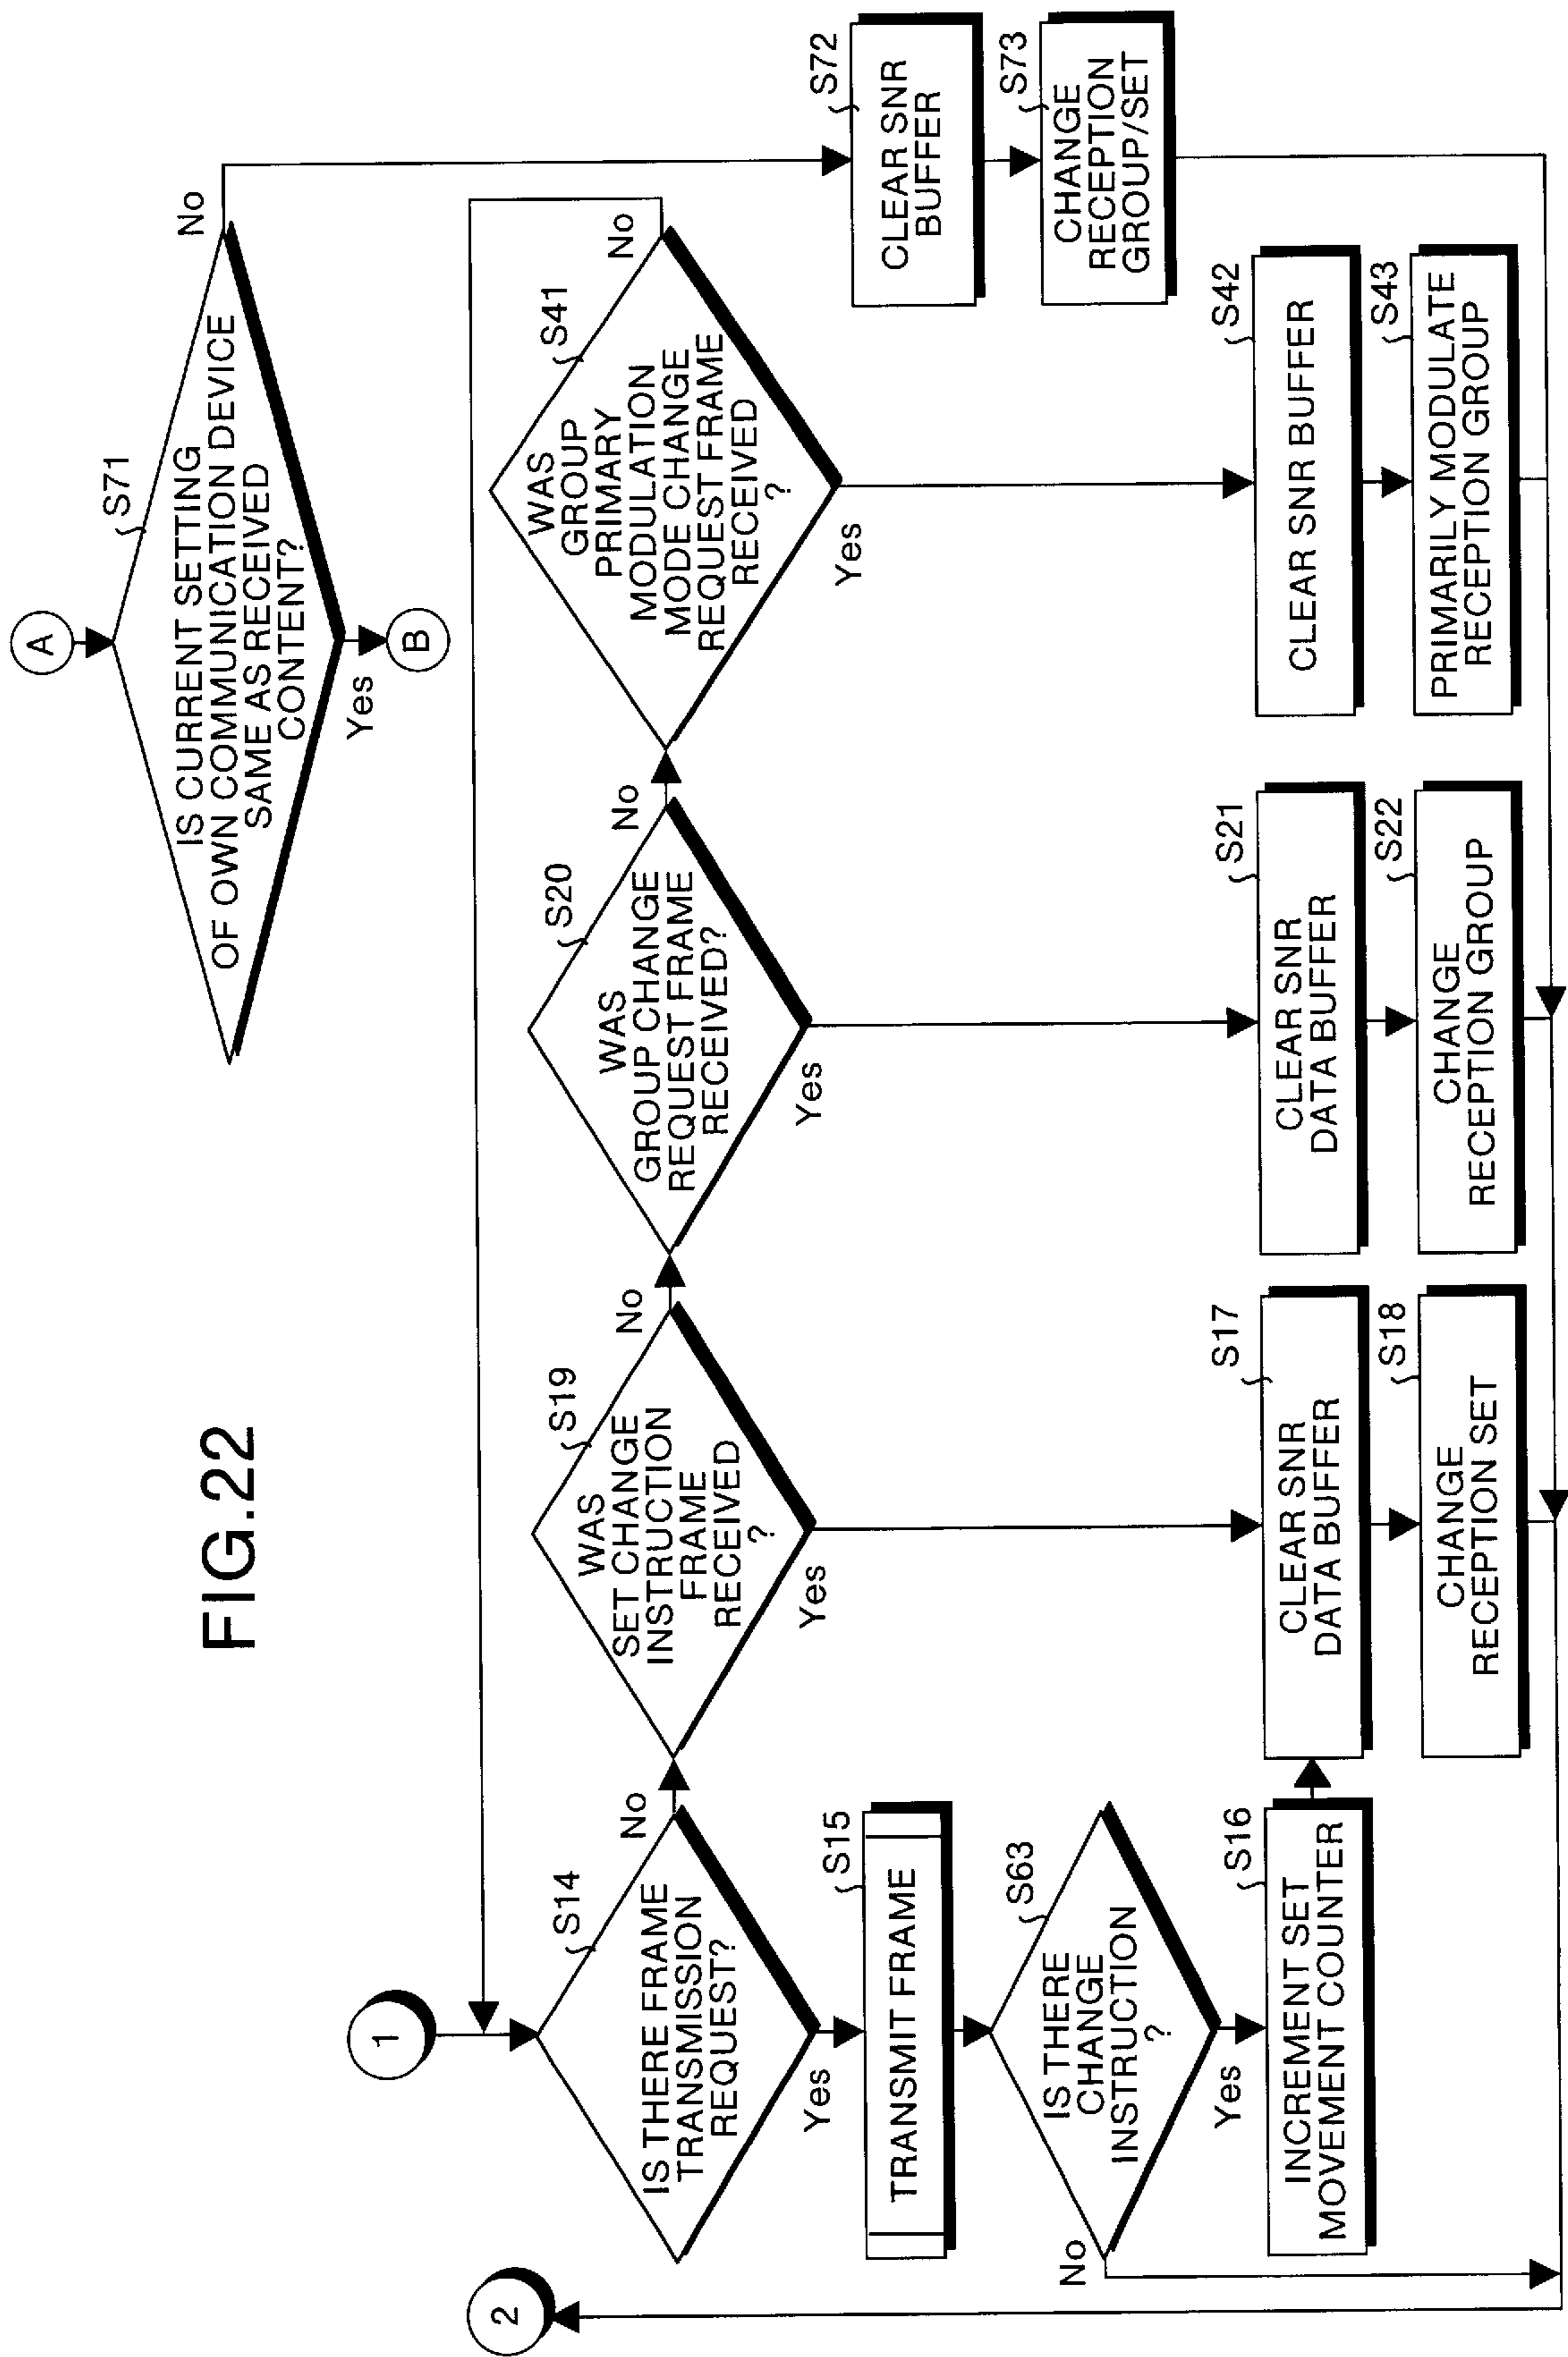 FIG.22
A
S71
IS CURRENT SETTING
OF OWN COMMUNICATION DEVICE
SAME AS RECEIVED
CONTENT?
No
Yes
B
1
S14
IS THERE FRAME
TRANSMISSION
REQUEST?
No
Yes
S19
WAS
SET CHANGE
INSTRUCTION
FRAME
RECEIVED
?
No
Yes
S20
WAS
GROUP CHANGE
REQUEST FRAME
RECEIVED?
No
Yes
S41
WAS
GROUP
PRIMARY
MODULATION
MODE CHANGE
REQUEST FRAME
RECEIVED
?
No
Yes
S72
CLEAR SNR
BUFFER
S73
CHANGE
RECEPTION
GROUP/SET
S15
TRANSMIT FRAME
S63
IS THERE
CHANGE
INSTRUCTION
?
No
Yes
S16
INCREMENT SET
MOVEMENT COUNTER
S17
CLEAR SNR
DATA BUFFER
S18
CHANGE
RECEPTION SET
S21
CLEAR SNR
DATA BUFFER
S22
CHANGE
RECEPTION GROUP
S42
CLEAR SNR BUFFER
S43
PRIMARILY MODULATE
RECEPTION GROUP
2